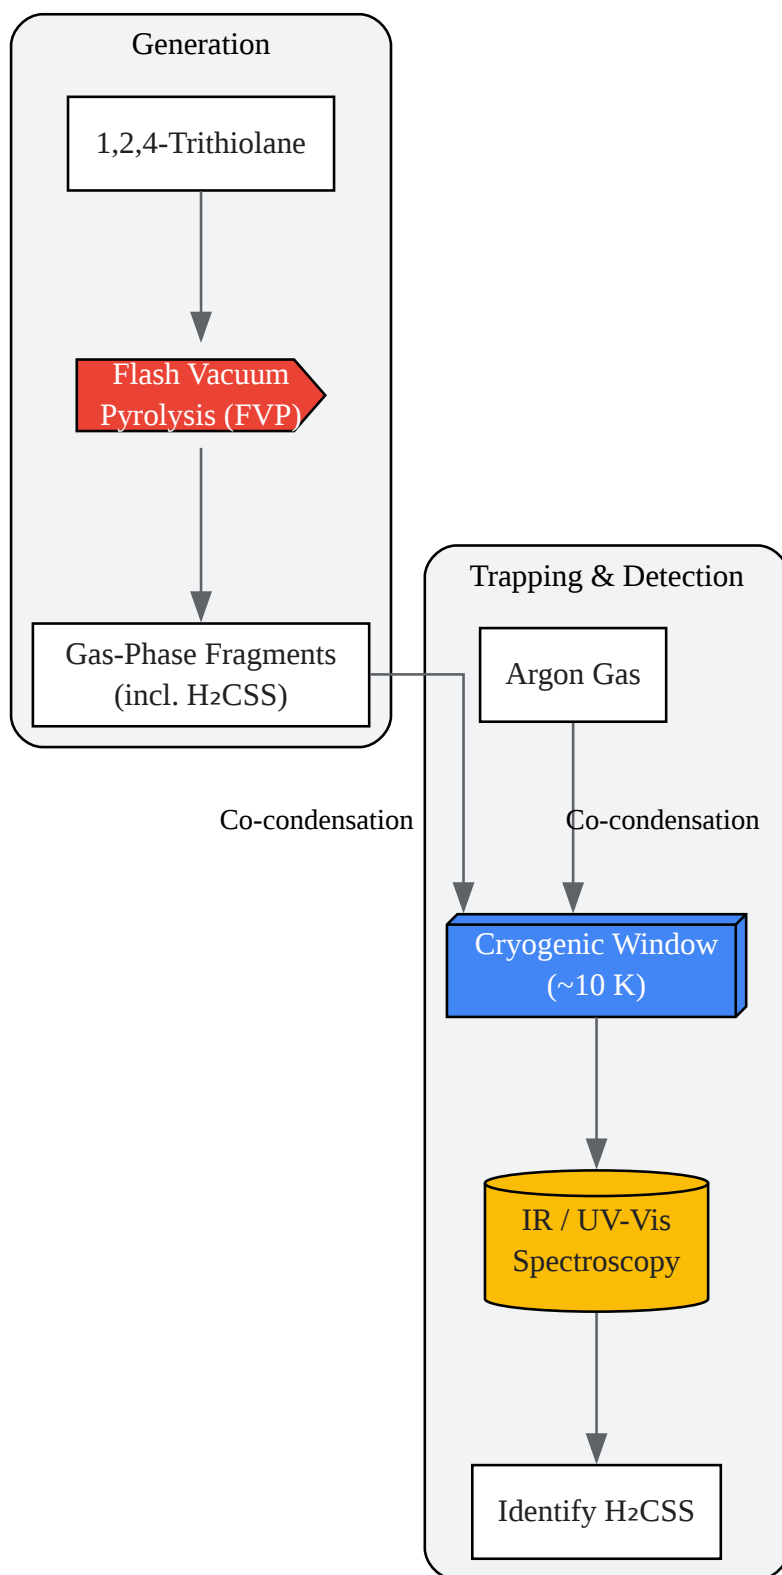 Generation
1,2,4-Trithiolane
Flash Vacuum
Pyrolysis (FVP)
Gas-Phase Fragments
(incl. H₂CSS)
Trapping & Detection
Argon Gas
Co-condensation
Co-condensation
Cryogenic Window
(~10 K)
IR / UV-Vis
Spectroscopy
Identify H₂CSS